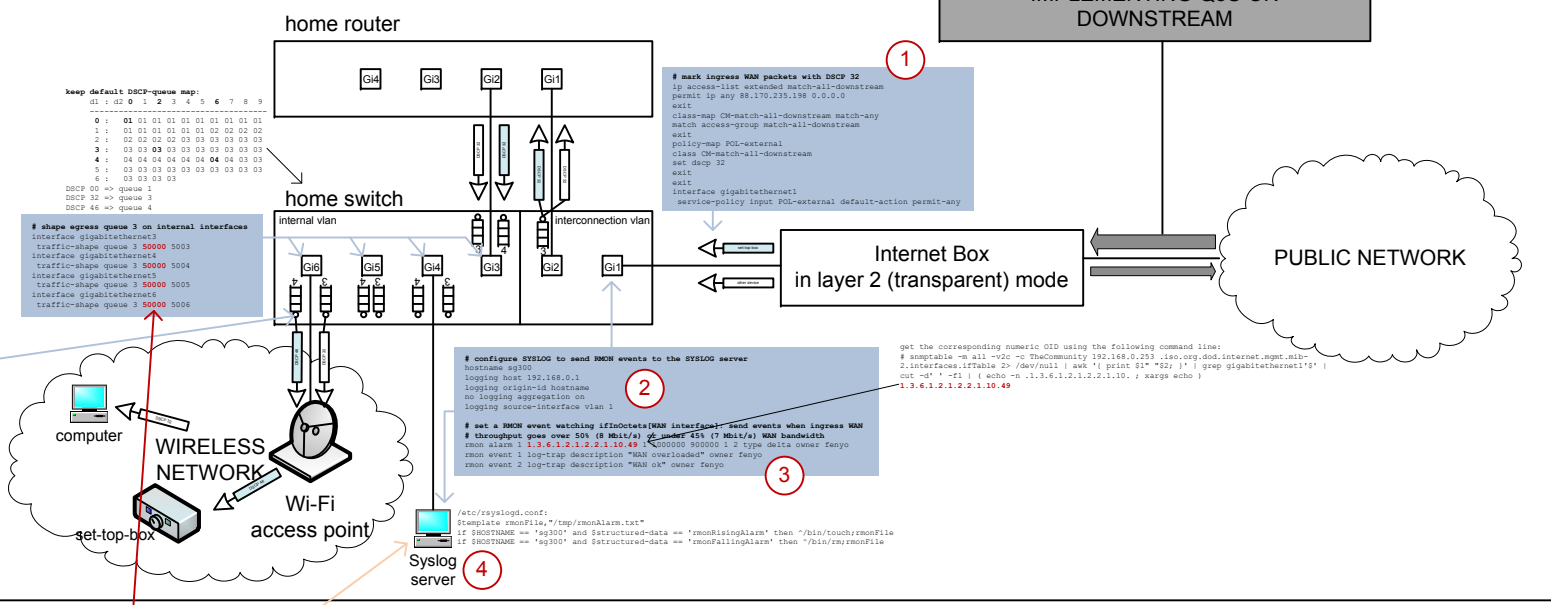 IMPLEMENTING QoS ON
DOWNSTREAM
home router
Gi4
Gi3
Gi2
Gi1
1
# mark ingress WAN packets with DSCP 32
ip access-list extended match-all-downstream
permit ip any 88.170.235.198 0.0.0.0
exit
class-map CM-match-all-downstream match-any
match access-group match-all-downstream
exit
policy-map POL-external
class CM-match-all-downstream
set dscp 32
exit
exit
interface gigabitethernet1
service-policy input POL-external default-action permit-any
keep default DSCP-queue map:
d1 : d2 0 1 2 3 4 5 6 7 8 9
-------------------------------------
0 : 01 01 01 01 01 01 01 01 01 01
1 : 01 01 01 01 01 01 02 02 02 02
2 : 02 02 02 02 03 03 03 03 03 03
3 : 03 03 03 03 03 03 03 03 03 03
4 : 04 04 04 04 04 04 04 04 03 03
5 : 03 03 03 03 03 03 03 03 03 03
6 : 03 03 03 03
DSCP 00 => queue 1
DSCP 32 => queue 3
DSCP 46 => queue 4
DSCP 32
DSCP 32
home switch
internal vlan
interconnection vlan
3
4
3
Gi6
Gi5
Gi4
Gi3
Gi2
Gi1
4
3
4
3
4
3
# shape egress queue 3 on internal interfaces
interface gigabitethernet3
traffic-shape queue 3 50000 5003
interface gigabitethernet4
traffic-shape queue 3 50000 5004
interface gigabitethernet5
traffic-shape queue 3 50000 5005
interface gigabitethernet6
traffic-shape queue 3 50000 5006
set-top-box
other device
Internet Box
in layer 2 (transparent) mode
PUBLIC NETWORK
# configure SYSLOG to send RMON events to the SYSLOG server
hostname sg300
logging host 192.168.0.1
logging origin-id hostname
no logging aggregation on
logging source-interface vlan 1
2
# set a RMON event watching ifInOctets[WAN interface]: send events when ingress WAN
# throughput goes over 50% (8 Mbit/s) or under 45% (7 Mbit/s) WAN bandwidth
rmon alarm 1 1.3.6.1.2.1.2.2.1.10.49 1 1000000 900000 1 2 type delta owner fenyo
rmon event 1 log-trap description "WAN overloaded" owner fenyo
rmon event 2 log-trap description "WAN ok" owner fenyo
3
get the corresponding numeric OID using the following command line:
# snmptable -m all -v2c -c TheCommunity 192.168.0.253 .iso.org.dod.internet.mgmt.mib-
2.interfaces.ifTable 2> /dev/null | awk '{ print $1" "$2; }' | grep gigabitethernet1'$' |
cut -d' ' -f1 | ( echo -n .1.3.6.1.2.1.2.2.1.10. ; xargs echo )
1.3.6.1.2.1.2.2.1.10.49
computer
WIRELESS
NETWORK
Wi-Fi
access point
set-top-box
/etc/rsyslogd.conf:
$template rmonFile,"/tmp/rmonAlarm.txt"
if $HOSTNAME == 'sg300' and $structured-data == 'rmonRisingAlarm' then ^/bin/touch;rmonFile
if $HOSTNAME == 'sg300' and $structured-data == 'rmonFallingAlarm' then ^/bin/rm;rmonFile
Syslog
server
4